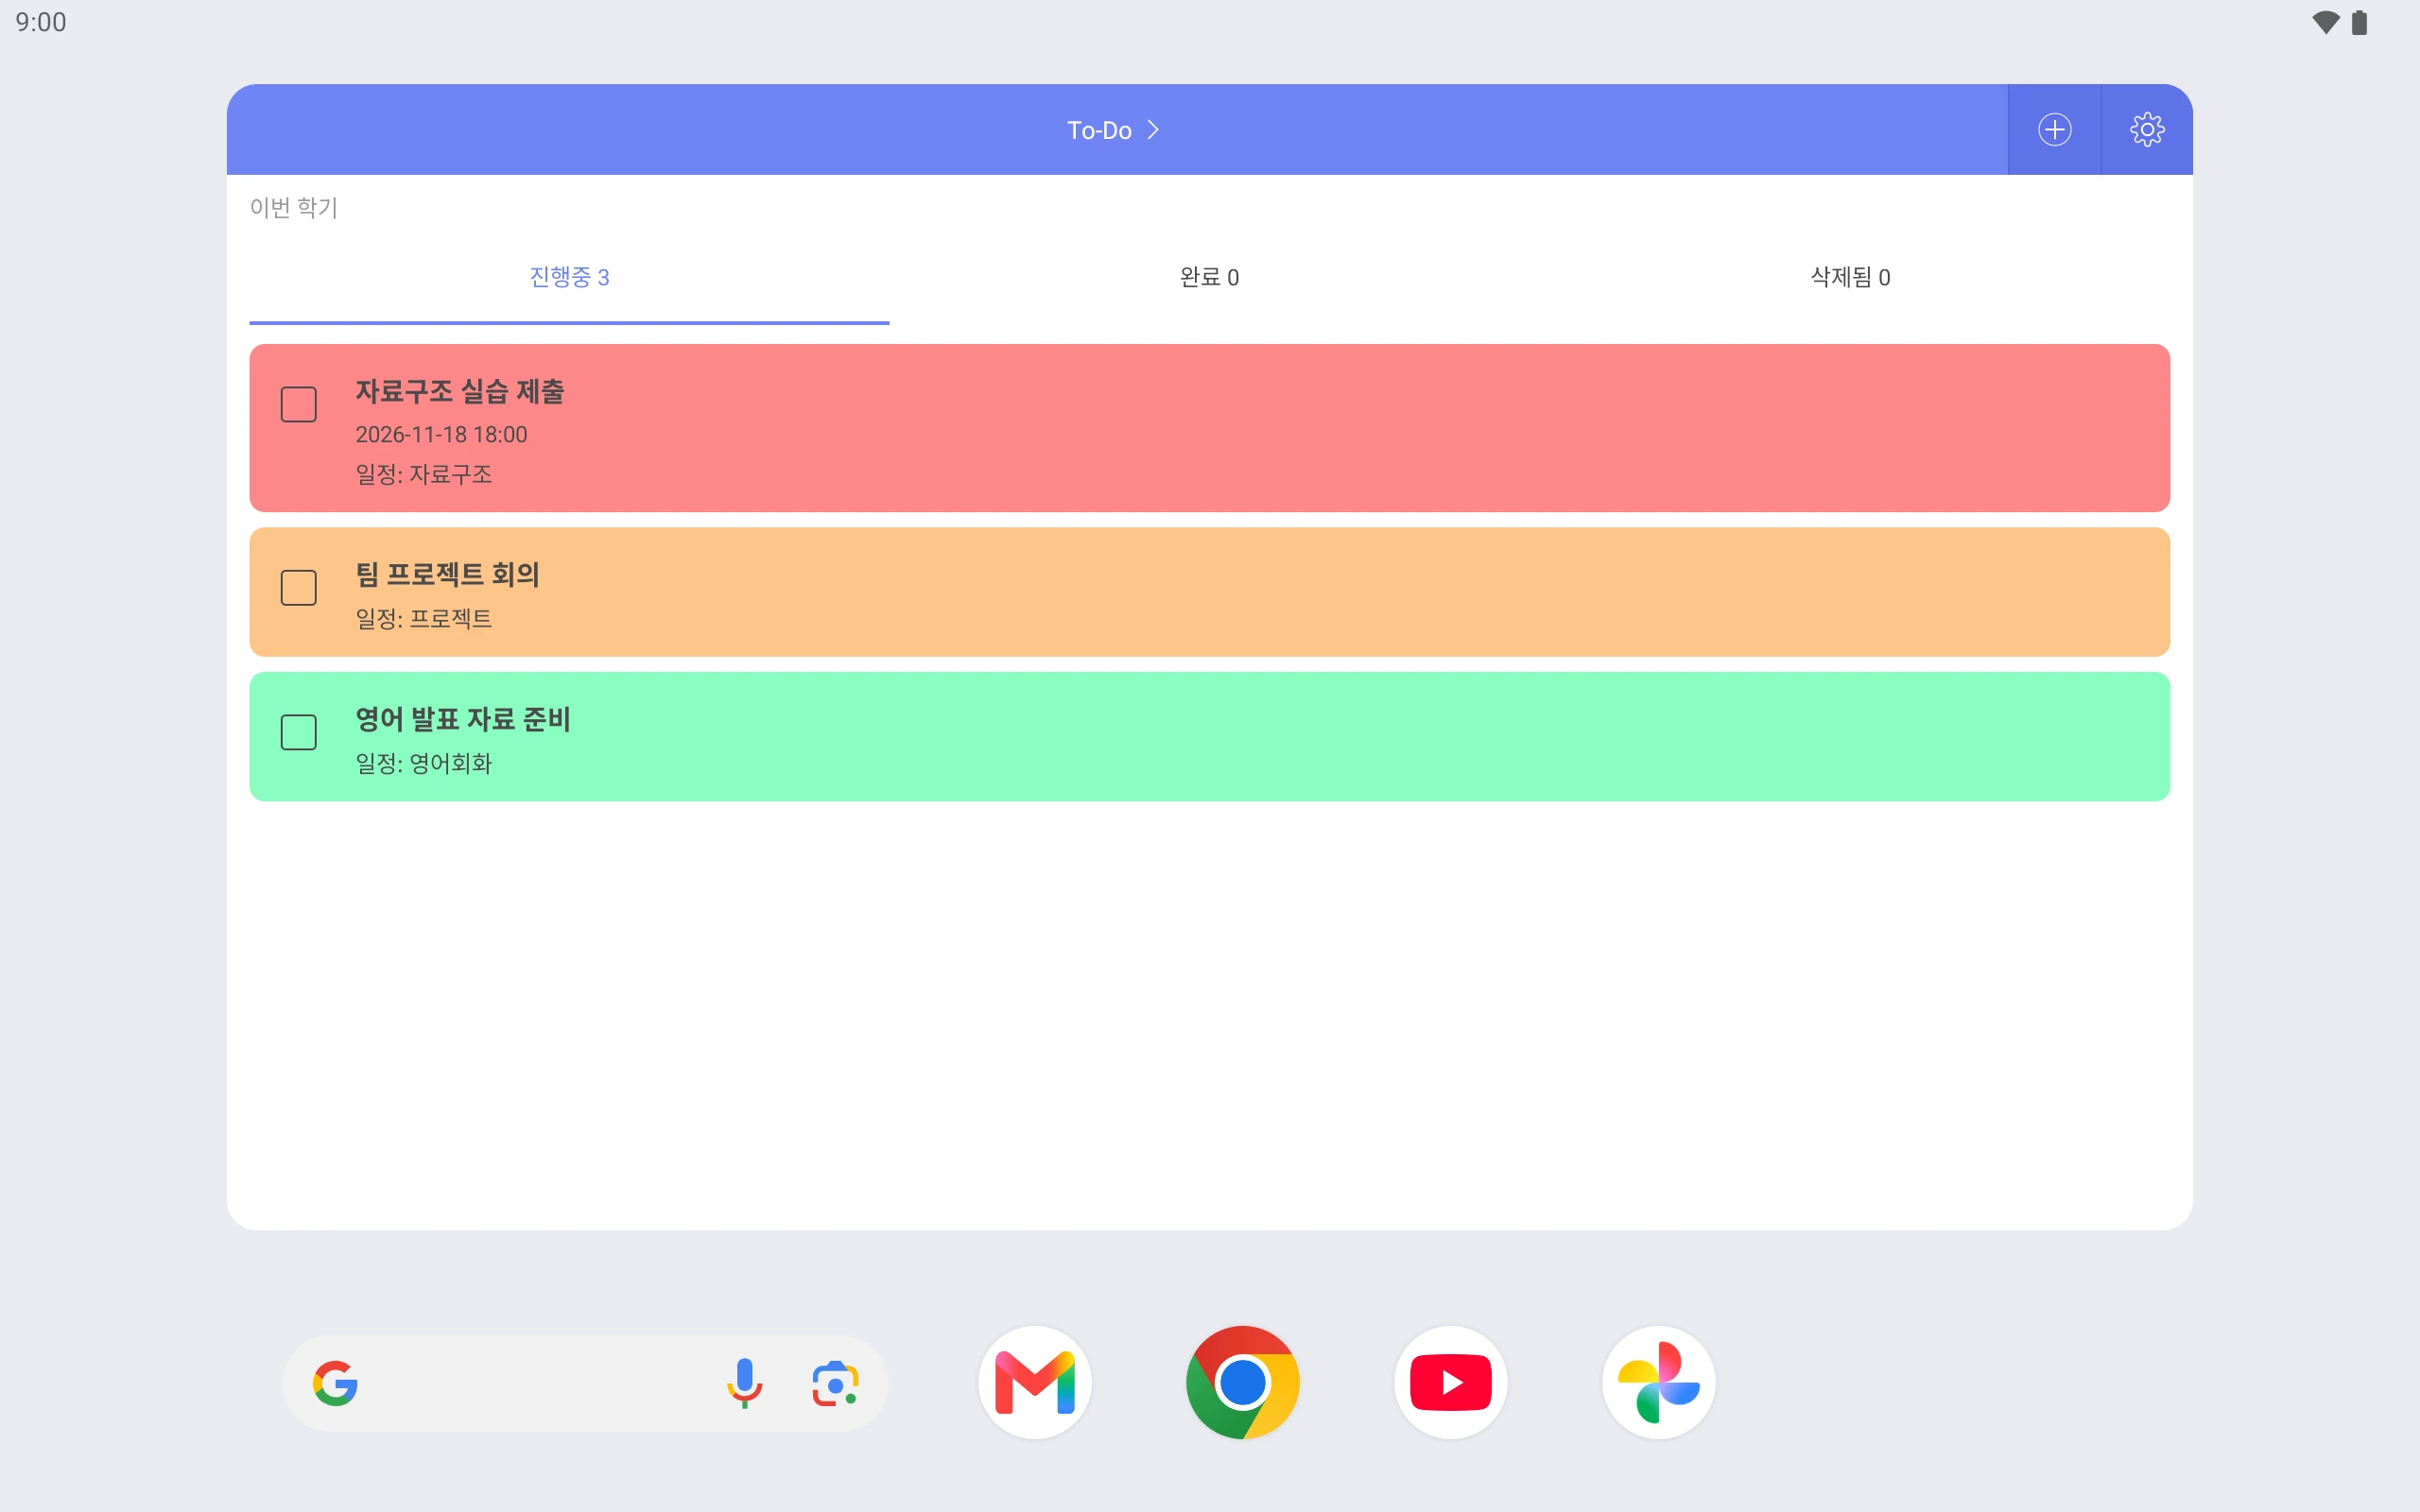 9:00
To-Do
이번 학기
진행중 3
완료 0
삭제됨 0
자료구조 실습 제출
2026-11-18 18:00
일정: 자료구조
팀 프로젝트 회의
일정: 프로젝트
영어 발표 자료 준비
일정: 영어회화